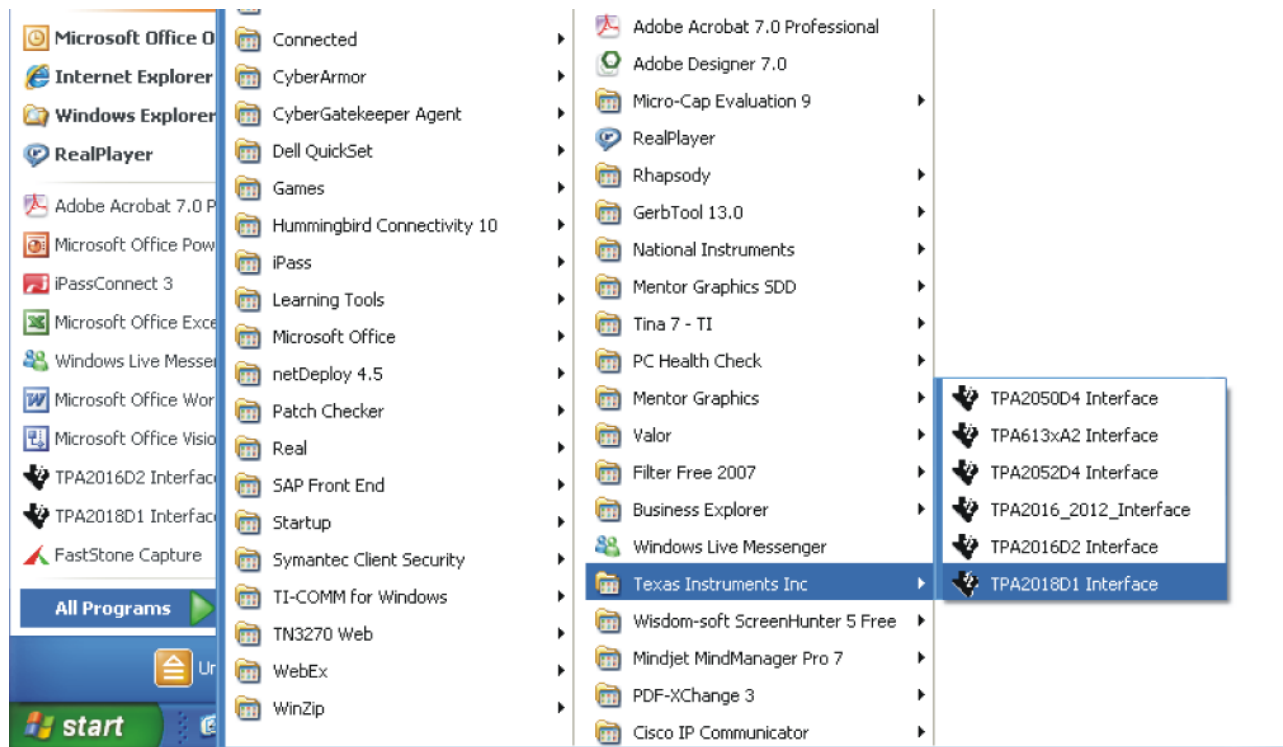 Microsoft Office O
Internet Explorer
Windows Explorer
RealPlayer
Adobe Acrobat 7.0 P
Microsoft Office Pow
iPassConnect 3
Microsoft Office Exce
Windows Live Messe
Microsoft Office Wor
Microsoft Office Visio
TPA2016D2 Interfac
TPA2018D1 Interfac
FastStone Capture
All Programs
Ur
start
Connected
CyberArmor
CyberGatekeeper Agent
Dell QuickSet
Games
Hummingbird Connectivity 10
iPass
Learning Tools
Microsoft Office
netDeploy 4.5
Patch Checker
Real
SAP Front End
Startup
Symantec Client Security
TI-COMM for Windows
TN3270 Web
WebEx
WinZip
Adobe Acrobat 7.0 Professional
Adobe Designer 7.0
Micro-Cap Evaluation 9
RealPlayer
Rhapsody
GerbTool 13.0
National Instruments
Mentor Graphics SDD
Tina 7 - TI
PC Health Check
Mentor Graphics
Valor
Filter Free 2007
Business Explorer
Windows Live Messenger
Texas Instruments Inc
Wisdom-soft ScreenHunter 5 Free
Mindjet MindManager Pro 7
PDF-XChange 3
Cisco IP Communicator
TPA2050D4 Interface
TPA613xA2 Interface
TPA2052D4 Interface
TPA2016_2012_Interface
TPA2016D2 Interface
TPA2018D1 Interface